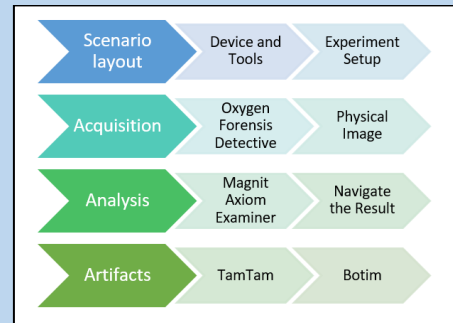 Scenario
layout
Device and
Tools
Experiment
Setup
Acquisition
Oxygen
Forensis
Detective
Physical
Image
Analysis
Magnit
Axiom
Examiner
Navigate
the Result
Artifacts
TamTam
Botim